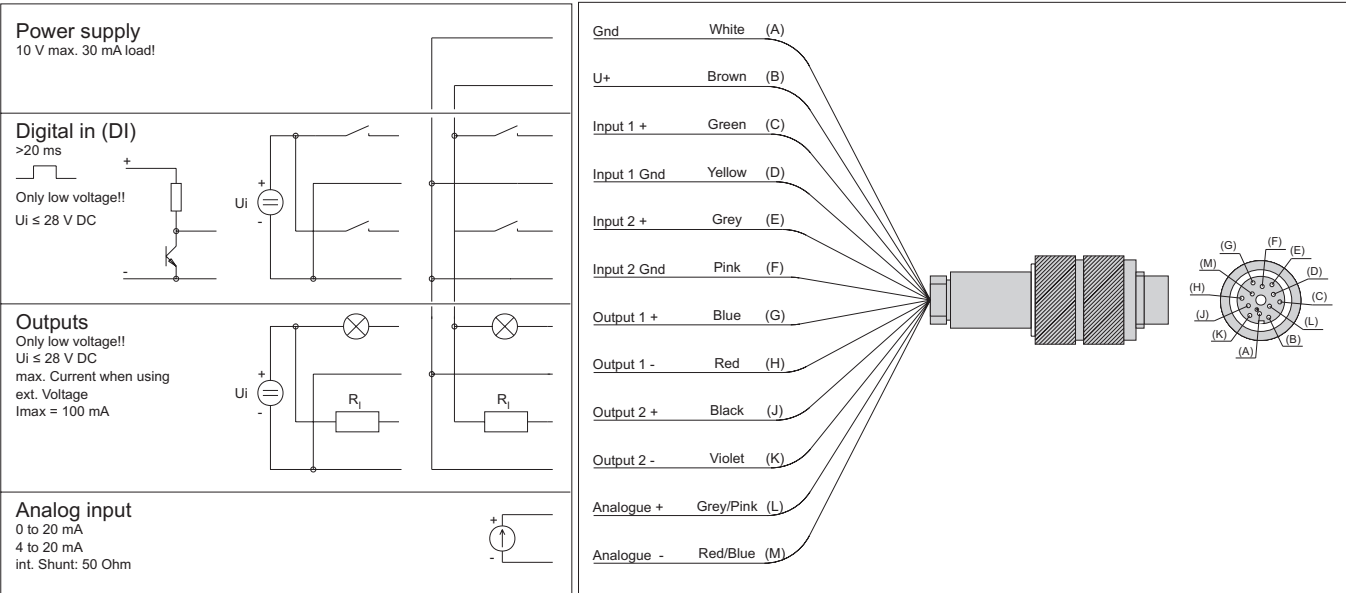 Power supply
10 V max. 30 mA load!
Digital in (DI)
>20 ms
+
Only low voltage!!
Ui ≤ 28 V DC
-
+
Ui
-
Outputs
Only low voltage!!
Ui ≤ 28 V DC
max. Current when using
ext. Voltage
Imax = 100 mA
+
Ui
-
RI
RI
Analog input
0 to 20 mA
4 to 20 mA
int. Shunt: 50 Ohm
+
-
Gnd White (A)
U+ Brown (B)
Input 1 + Green (C)
Input 1 Gnd Yellow (D)
Input 2 + Grey (E)
Input 2 Gnd Pink (F)
Output 1 + Blue (G)
Output 1 - Red (H)
Output 2 + Black (J)
Output 2 - Violet (K)
Analogue + Grey/Pink (L)
Analogue - Red/Blue (M)
(G) (F) (E)
(M) (D)
(H) (C)
(J) (L)
(K) (B)
(A)